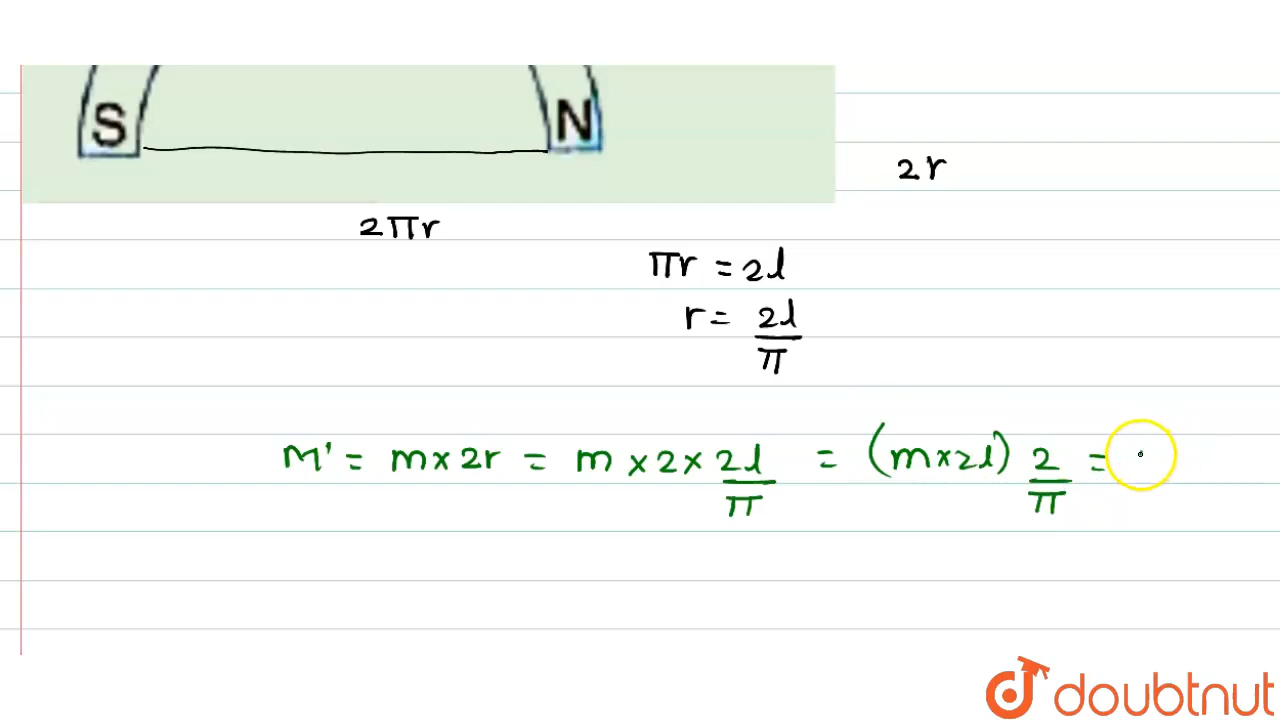 S N
2r
2πr
πr = 2l
r = 2l/π
M' = m × 2r = m × 2 × 2l/π = (m × 2l) 2/π =
doubtnut